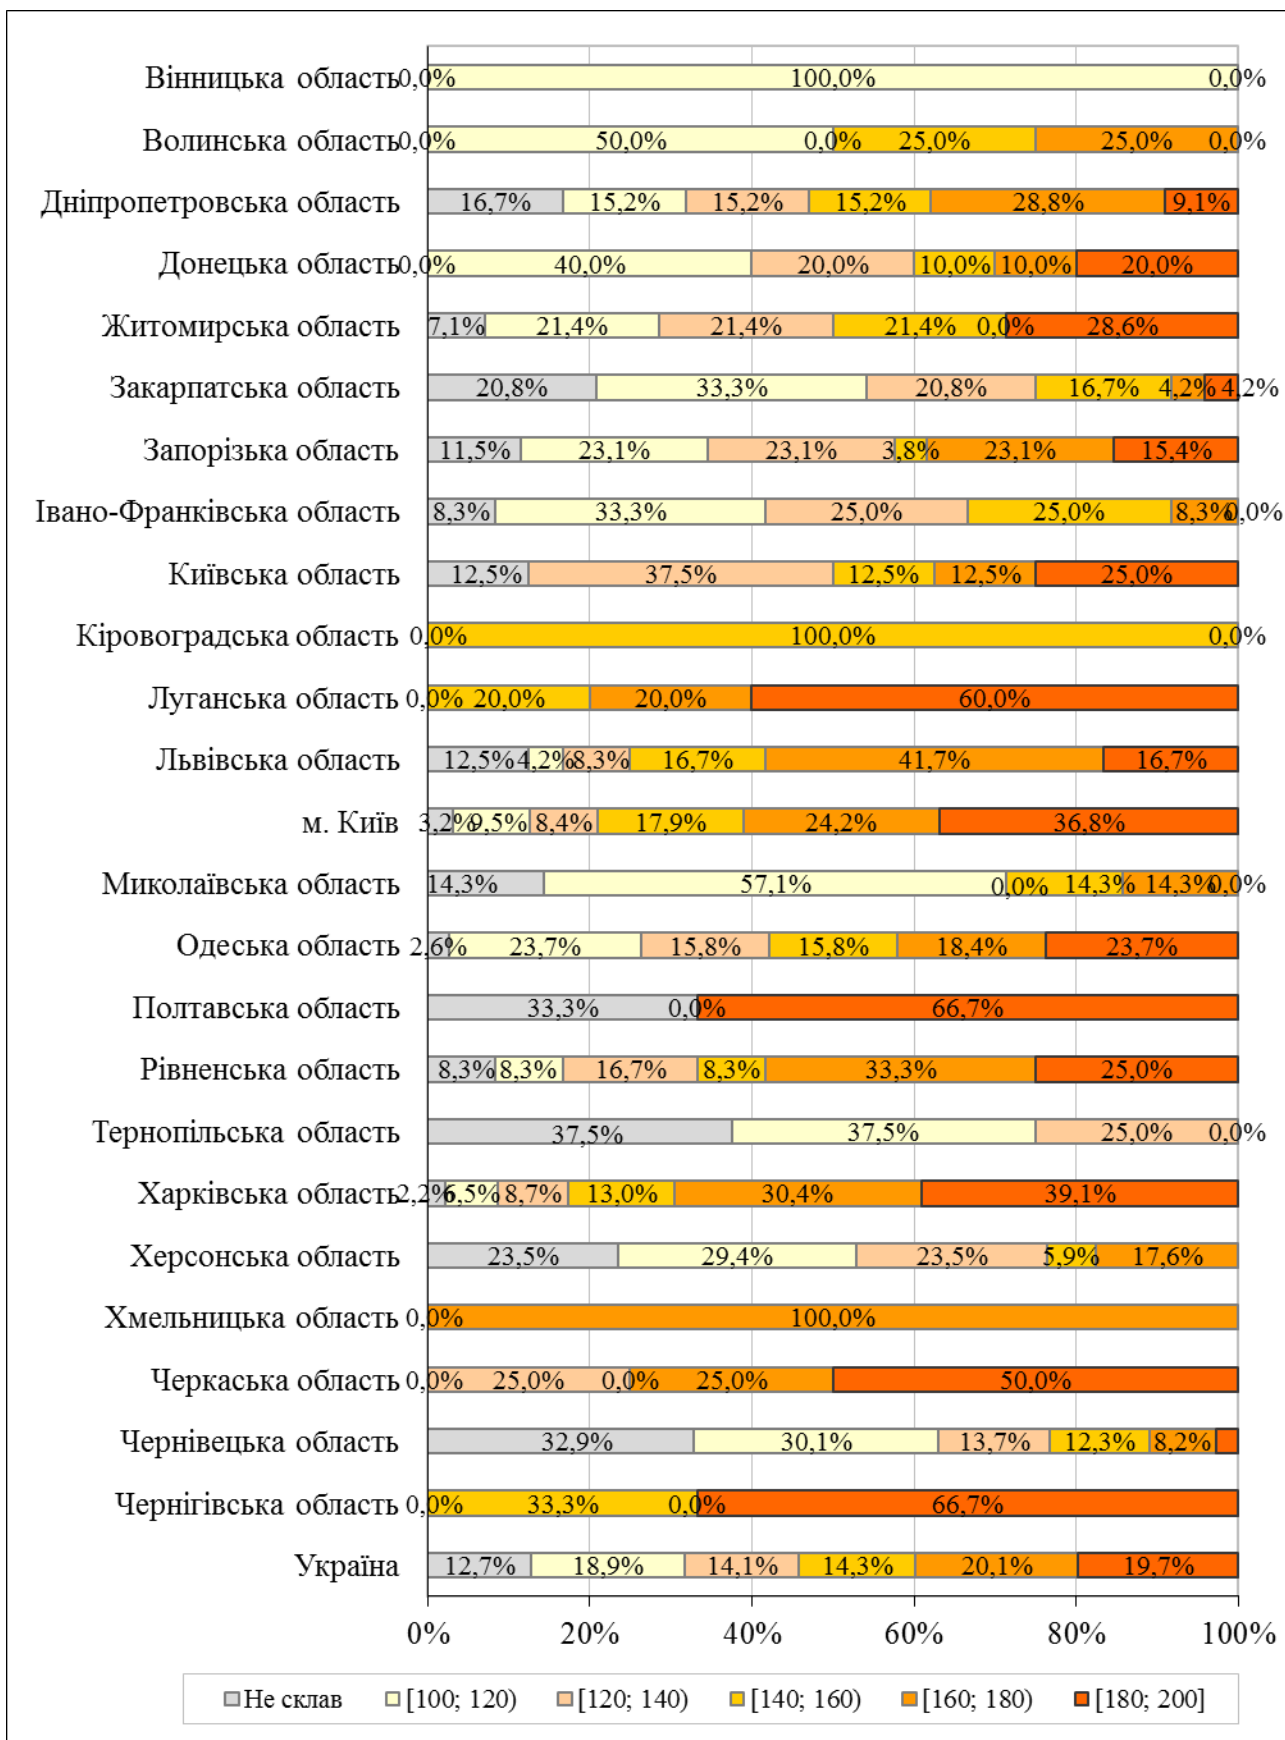 Вінницька область 0,0% 100,0% 0,0%
Волинська область 0,0% 50,0% 0,0% 25,0% 25,0% 0,0%
Дніпропетровська область 16,7% 15,2% 15,2% 15,2% 28,8% 9,1%
Донецька область 0,0% 40,0% 20,0% 10,0% 10,0% 20,0%
Житомирська область 7,1% 21,4% 21,4% 21,4% 0,0% 28,6%
Закарпатська область 20,8% 33,3% 20,8% 16,7% 4,2% 4,2%
Запорізька область 11,5% 23,1% 23,1% 3,8% 23,1% 15,4%
Івано-Франківська область 8,3% 33,3% 25,0% 25,0% 8,3% 0,0%
Київська область 12,5% 37,5% 12,5% 12,5% 25,0%
Кіровоградська область 0,0% 100,0% 0,0%
Луганська область 0,0% 20,0% 20,0% 60,0%
Львівська область 12,5% 4,2% 8,3% 16,7% 41,7% 16,7%
м. Київ 3,2% 9,5% 8,4% 17,9% 24,2% 36,8%
Миколаївська область 14,3% 57,1% 0,0% 14,3% 14,3% 0,0%
Одеська область 2,6% 23,7% 15,8% 15,8% 18,4% 23,7%
Полтавська область 33,3% 0,0% 66,7%
Рівненська область 8,3% 8,3% 16,7% 8,3% 33,3% 25,0%
Тернопільська область 37,5% 37,5% 25,0% 0,0%
Харківська область 2,2% 6,5% 8,7% 13,0% 30,4% 39,1%
Херсонська область 23,5% 29,4% 23,5% 5,9% 17,6%
Хмельницька область 0,0% 100,0%
Черкаська область 0,0% 25,0% 0,0% 25,0% 50,0%
Чернівецька область 32,9% 30,1% 13,7% 12,3% 8,2%
Чернігівська область 0,0% 33,3% 0,0% 66,7%
Україна 12,7% 18,9% 14,1% 14,3% 20,1% 19,7%
0% 20% 40% 60% 80% 100%
Не склав [100; 120) [120; 140) [140; 160) [160; 180) [180; 200]